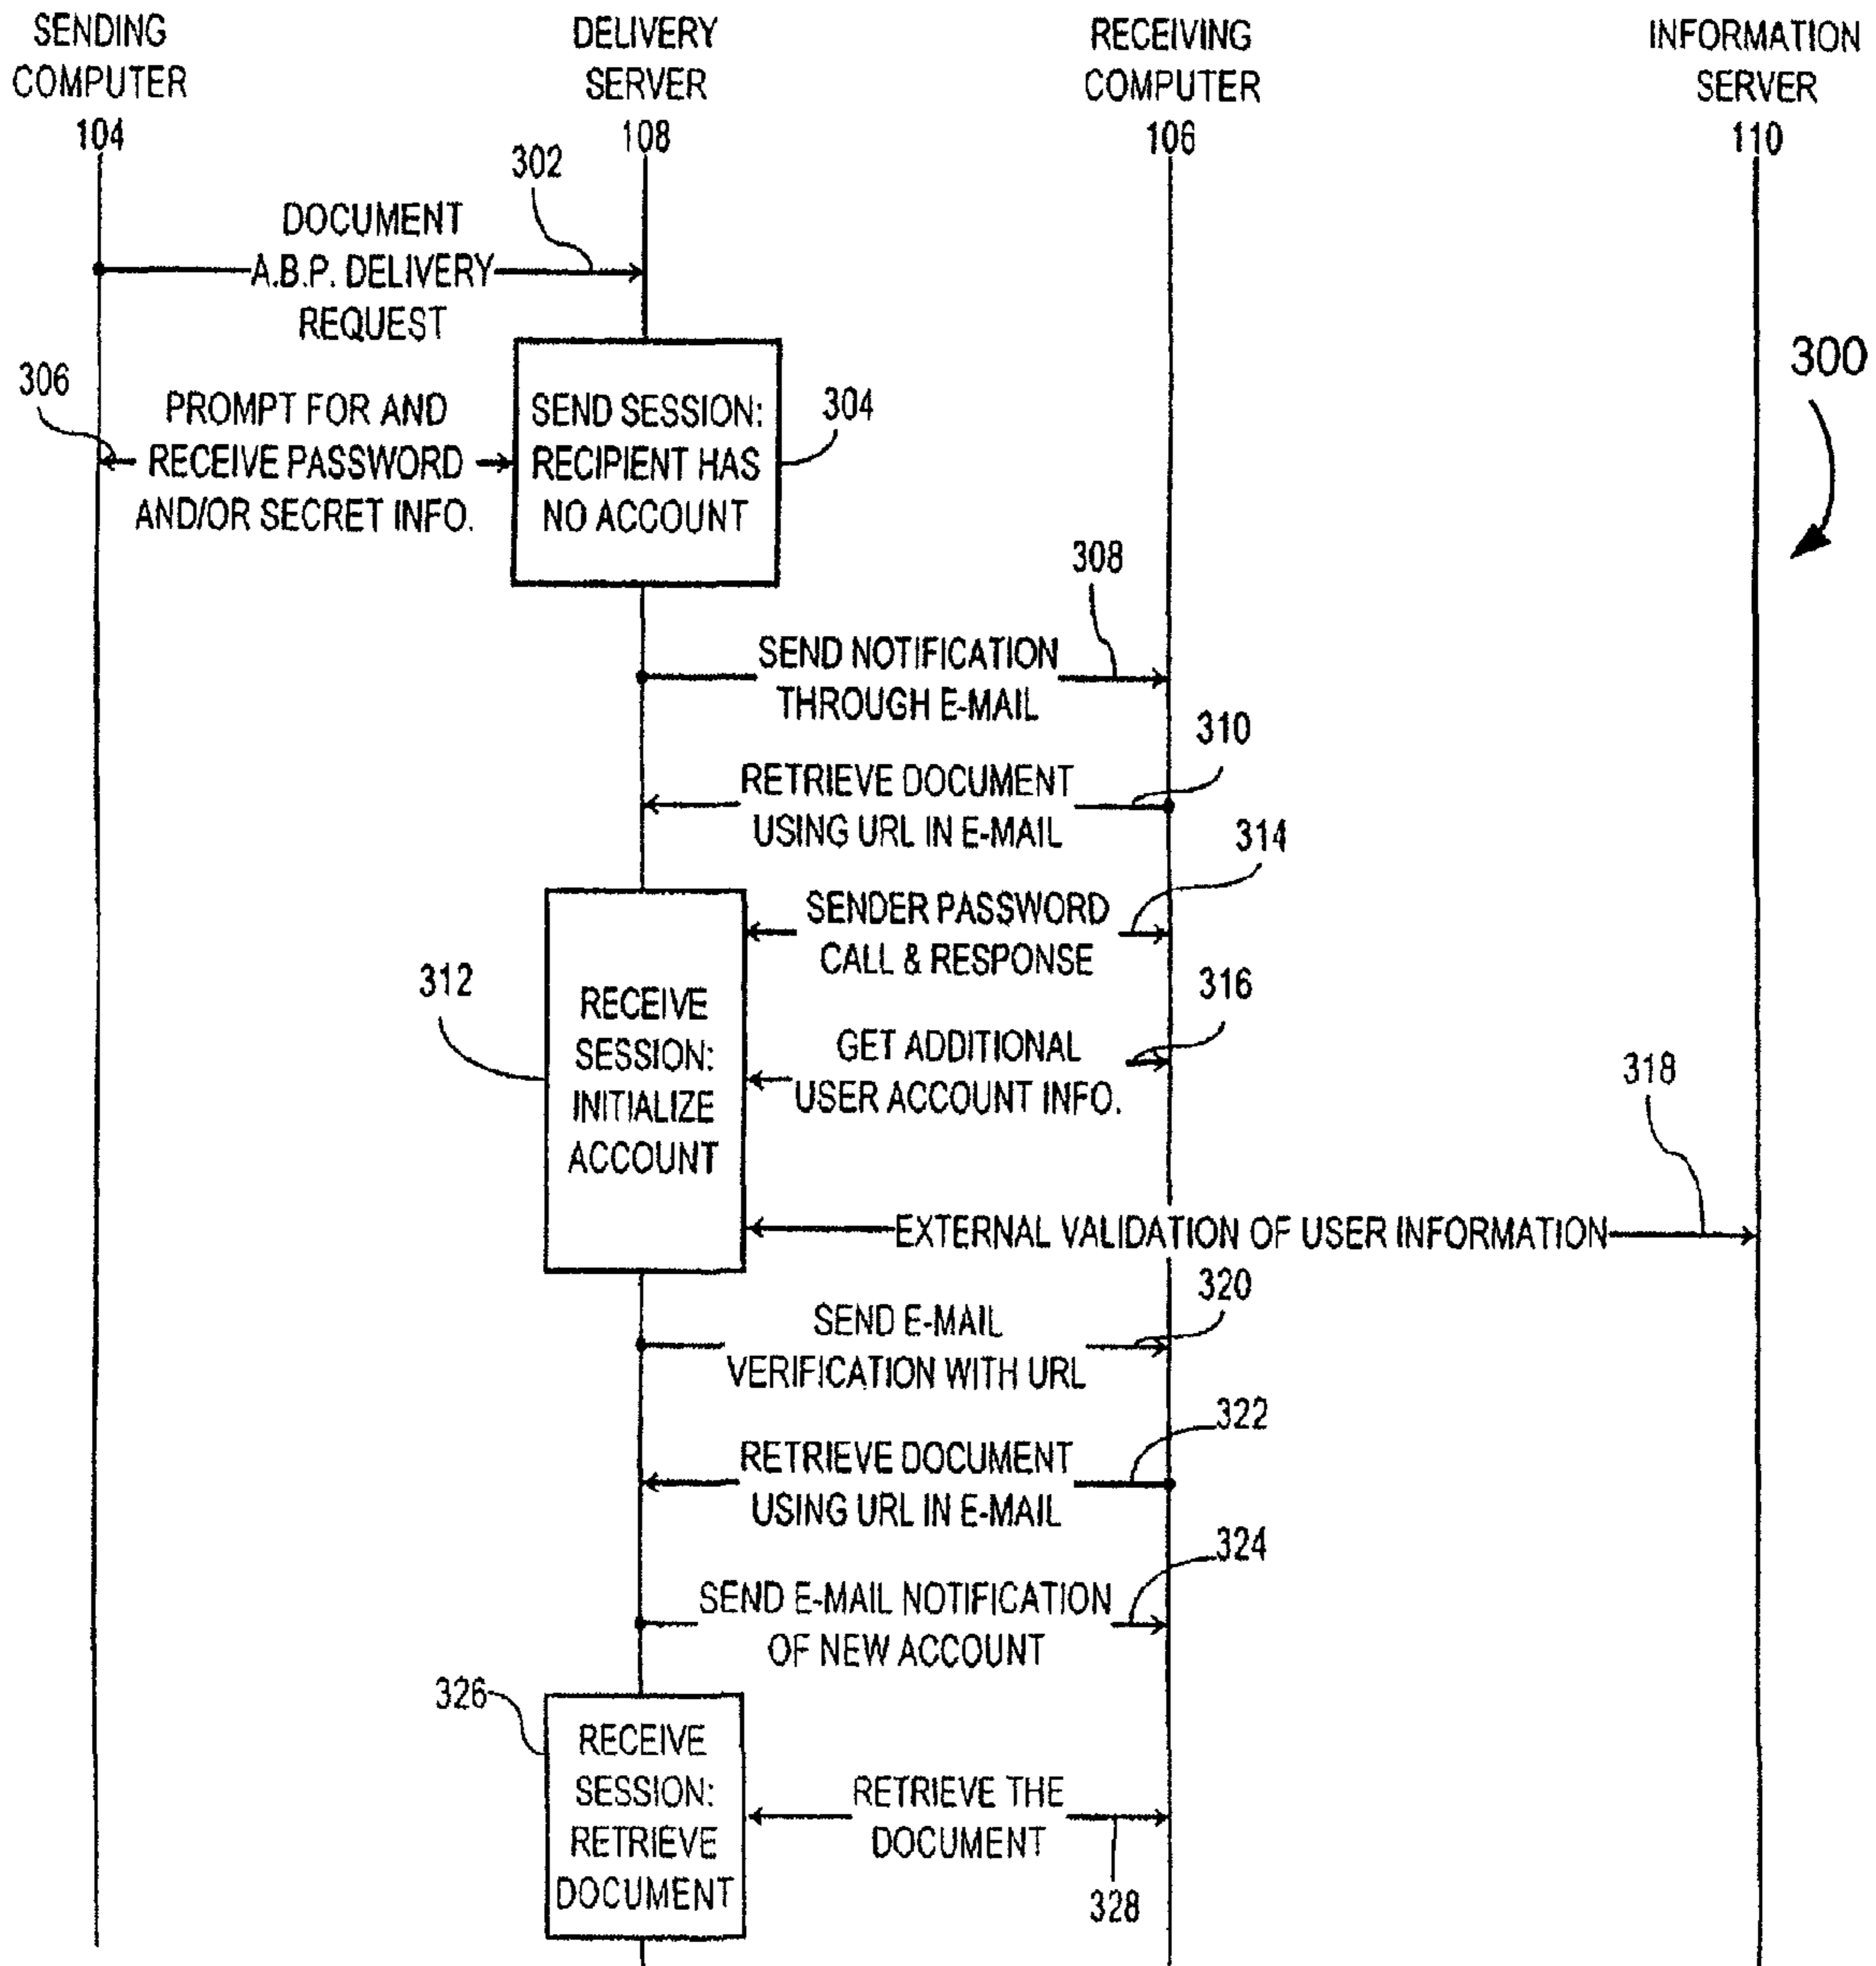 SENDING
COMPUTER
104
DELIVERY
SERVER
108
RECEIVING
COMPUTER
106
INFORMATION
SERVER
110
302
DOCUMENT
A.B.P. DELIVERY
REQUEST
300
306
PROMPT FOR AND
RECEIVE PASSWORD
AND/OR SECRET INFO.
SEND SESSION:
RECIPIENT HAS
NO ACCOUNT
304
308
SEND NOTIFICATION
THROUGH E-MAIL
310
RETRIEVE DOCUMENT
USING URL IN E-MAIL
314
SENDER PASSWORD
CALL & RESPONSE
312
RECEIVE
SESSION:
INITIALIZE
ACCOUNT
316
GET ADDITIONAL
USER ACCOUNT INFO.
318
EXTERNAL VALIDATION OF USER INFORMATION
320
SEND E-MAIL
VERIFICATION WITH URL
322
RETRIEVE DOCUMENT
USING URL IN E-MAIL
324
SEND E-MAIL NOTIFICATION
OF NEW ACCOUNT
326
RECEIVE
SESSION:
RETRIEVE
DOCUMENT
RETRIEVE THE
DOCUMENT
328